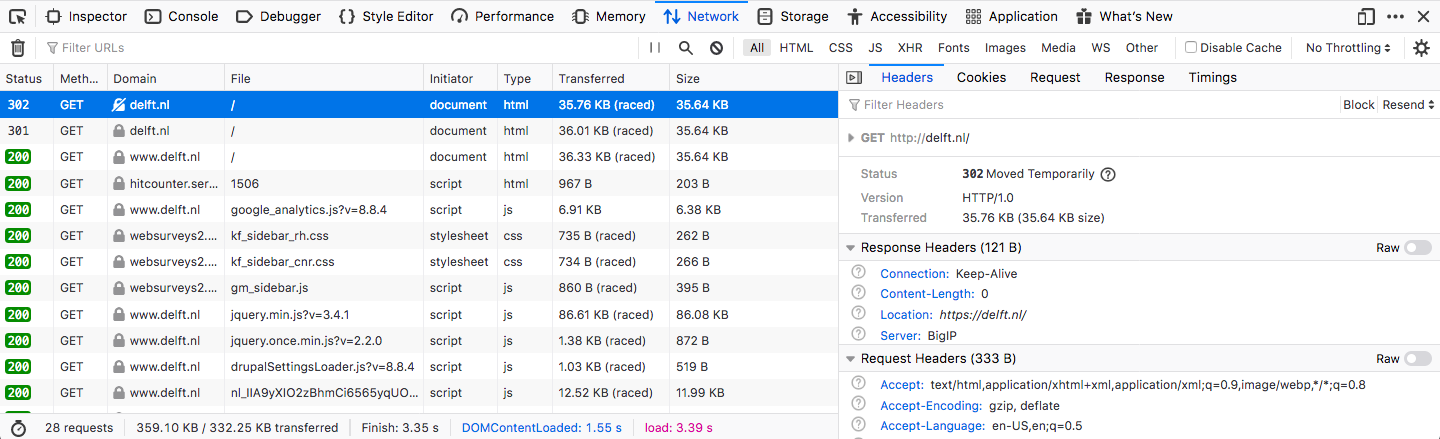 Inspector Console Debugger Style Editor Performance Memory Network Storage Accessibility Application What's New
Filter URLs All HTML CSS JS XHR Fonts Images Media WS Other Disable Cache No Throttling
Status Meth... Domain File Initiator Type Transferred Size
302 GET delft.nl / document html 35.76 KB (raced) 35.64 KB
301 GET delft.nl / document html 36.01 KB (raced) 35.64 KB
200 GET www.delft.nl / document html 36.33 KB (raced) 35.64 KB
200 GET hitcounter.ser... 1506 script html 967 B 203 B
200 GET www.delft.nl google_analytics.js?v=8.8.4 script js 6.91 KB 6.38 KB
200 GET websurveys2.... kf_sidebar_rh.css stylesheet css 735 B (raced) 262 B
200 GET websurveys2.... kf_sidebar_cnr.css stylesheet css 734 B (raced) 266 B
200 GET websurveys2.... gm_sidebar.js script js 860 B (raced) 395 B
200 GET www.delft.nl jquery.min.js?v=3.4.1 script js 86.61 KB (raced) 86.08 KB
200 GET www.delft.nl jquery.once.min.js?v=2.2.0 script js 1.38 KB (raced) 872 B
200 GET www.delft.nl drupalSettingsLoader.js?v=8.8.4 script js 1.03 KB (raced) 519 B
200 GET www.delft.nl nl_IIA9yXlO2zBhmCi6565yqUO... script js 12.52 KB (raced) 11.99 KB
28 requests 359.10 KB / 332.25 KB transferred Finish: 3.35 s DOMContentLoaded: 1.55 s load: 3.39 s
Headers Cookies Request Response Timings
Filter Headers Block Resend
GET http://delft.nl/
Status 302 Moved Temporarily
Version HTTP/1.0
Transferred 35.76 KB (35.64 KB size)
Response Headers (121 B) Raw
Connection: Keep-Alive
Content-Length: 0
Location: https://delft.nl/
Server: BigIP
Request Headers (333 B) Raw
Accept: text/html,application/xhtml+xml,application/xml;q=0.9,image/webp,*/*;q=0.8
Accept-Encoding: gzip, deflate
Accept-Language: en-US,en;q=0.5